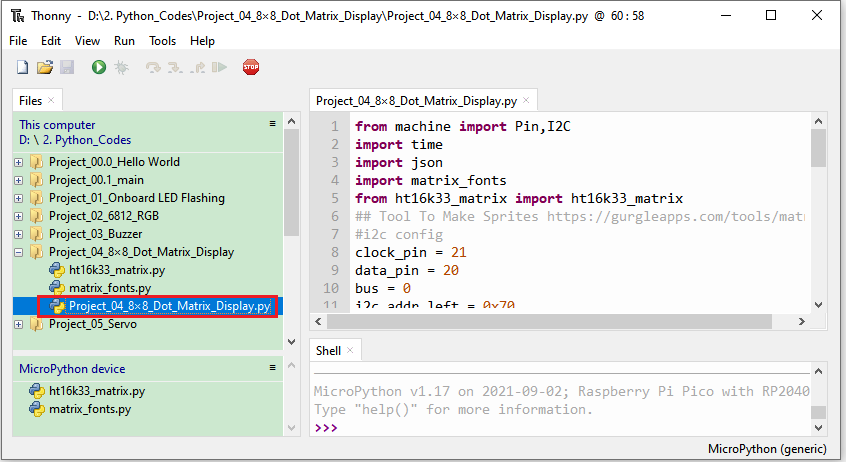 Thonny - D:\2. Python_Codes\Project_04_8×8_Dot_Matrix_Display\Project_04_8×8_Dot_Matrix_Display.py @ 60 : 58
File Edit View Run Tools Help
STOP
Files ×
This computer
D: \ 2. Python_Codes
Project_00.0_Hello World
Project_00.1_main
Project_01_Onboard LED Flashing
Project_02_6812_RGB
Project_03_Buzzer
Project_04_8×8_Dot_Matrix_Display
ht16k33_matrix.py
matrix_fonts.py
Project_04_8×8_Dot_Matrix_Display.py
Project_05_Servo
MicroPython device
ht16k33_matrix.py
matrix_fonts.py
Project_04_8×8_Dot_Matrix_Display.py ×
1 from machine import Pin,I2C
2 import time
3 import json
4 import matrix_fonts
5 from ht16k33_matrix import ht16k33_matrix
6 ## Tool To Make Sprites https://gurgleapps.com/tools/mat
7 #i2c config
8 clock_pin = 21
9 data_pin = 20
10 bus = 0
11 i2c_addr_left = 0x70
Shell ×
MicroPython v1.17 on 2021-09-02; Raspberry Pi Pico with RP2040
Type "help()" for more information.
>>>
MicroPython (generic)